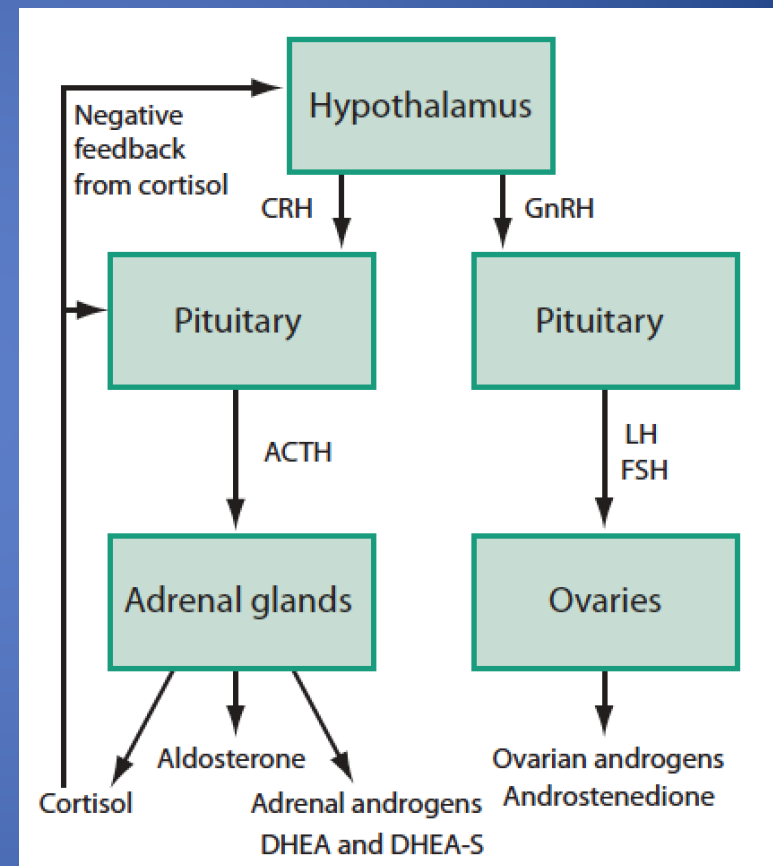 Hypothalamus
Negative
feedback
from cortisol
CRH
GnRH
Pituitary
Pituitary
ACTH
LH
FSH
Adrenal glands
Ovaries
Aldosterone
Cortisol
Adrenal androgens
DHEA and DHEA-S
Ovarian androgens
Androstenedione